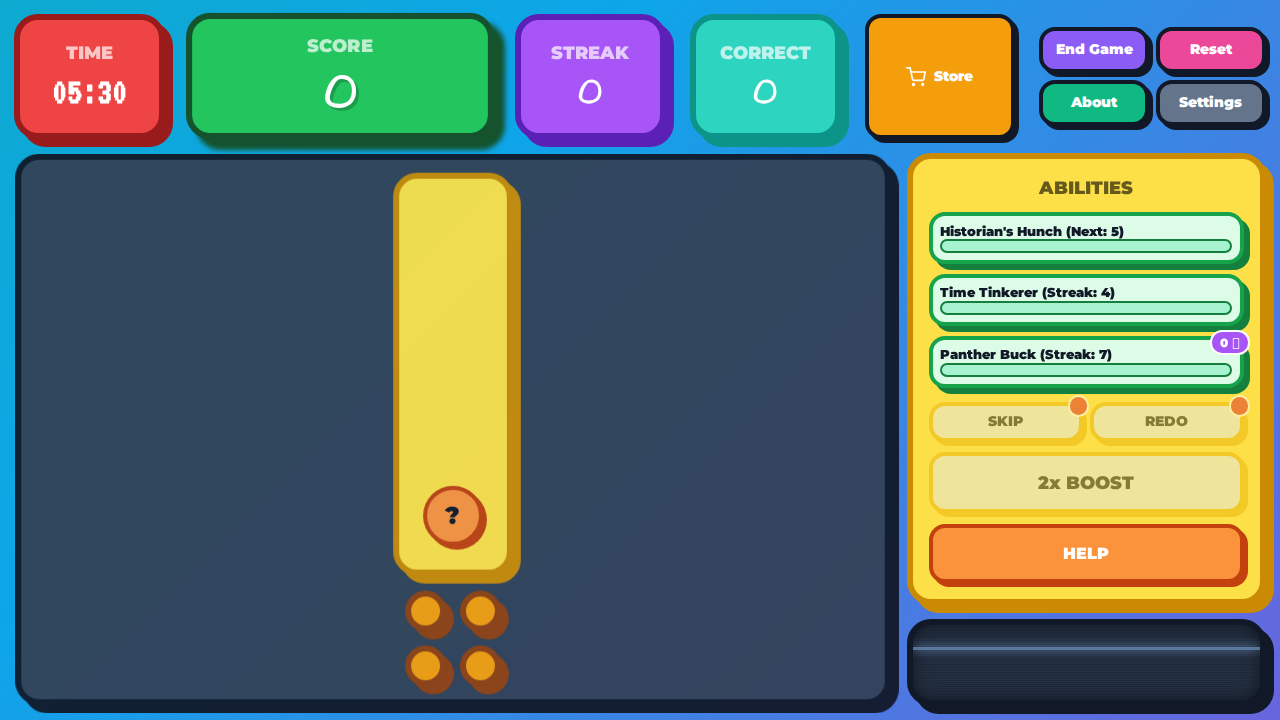 TIME
05:30
SCORE
0
STREAK
0
CORRECT
0
Store
End Game
Reset
About
Settings
?
ABILITIES
Historian's Hunch (Next: 5)
Time Tinkerer (Streak: 4)
0
Panther Buck (Streak: 7)
SKIP
REDO
2x BOOST
HELP